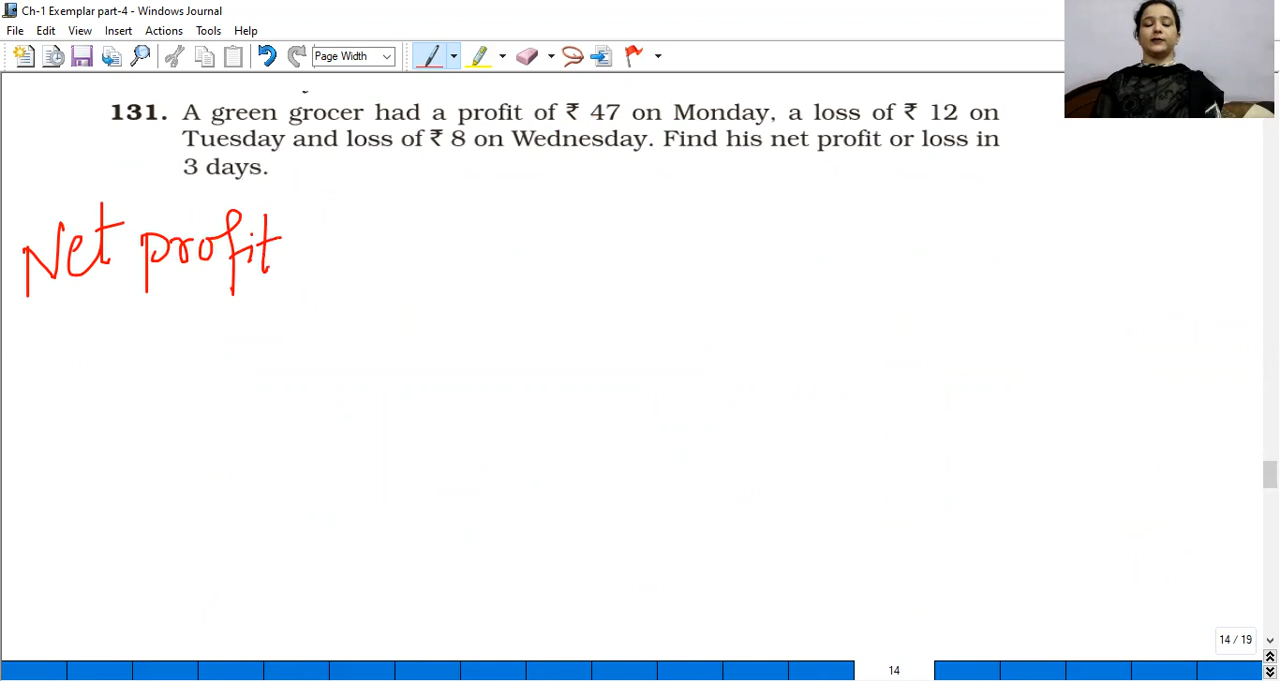 Ch-1 Exemplar part-4 - Windows Journal
File Edit View Insert Actions Tools Help
Page Width
131. A green grocer had a profit of ₹ 47 on Monday, a loss of ₹ 12 on
Tuesday and loss of ₹ 8 on Wednesday. Find his net profit or loss in
3 days.
Net profit
14 / 19
14